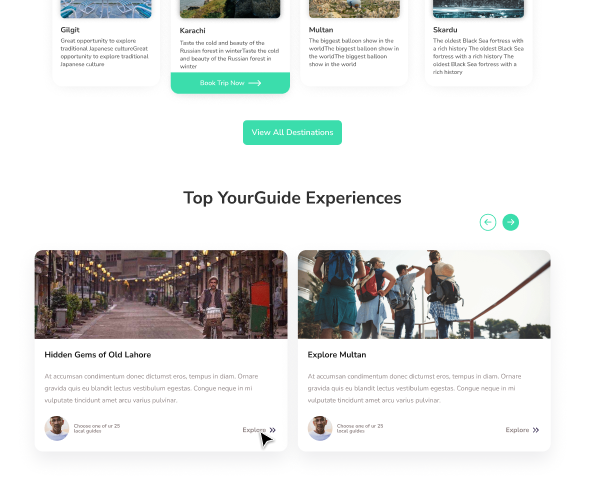 Gilgit
Great opportunity to explore
traditional Japanese cultureGreat
opportunity to explore traditional
Japanese culture
Karachi
Taste the cold and beauty of the
Russian forest in winterTaste the cold
and beauty of the Russian forest in
winter
Book Trip Now
Multan
The biggest balloon show in the
worldThe biggest balloon show in
the worldThe biggest balloon
show in the world
Skardu
The oldest Black Sea fortress with
a rich history The oldest Black Sea
fortress with a rich history The
oldest Black Sea fortress with a
rich history
View All Destinations
Top YourGuide Experiences
Hidden Gems of Old Lahore
At accumsan condimentum donec dictumst eros, tempus in diam. Ornare
gravida quis eu blandit lectus vestibulum egestas. Congue neque in mi
vulputate tincidunt amet arcu varius pulvinar.
Choose one of ur 25
local guides
Explore
Explore Multan
At accumsan condimentum donec dictumst eros, tempus in diam. Ornare
gravida quis eu blandit lectus vestibulum egestas. Congue neque in mi
vulputate tincidunt amet arcu varius pulvinar.
Choose one of ur 25
local guides
Explore